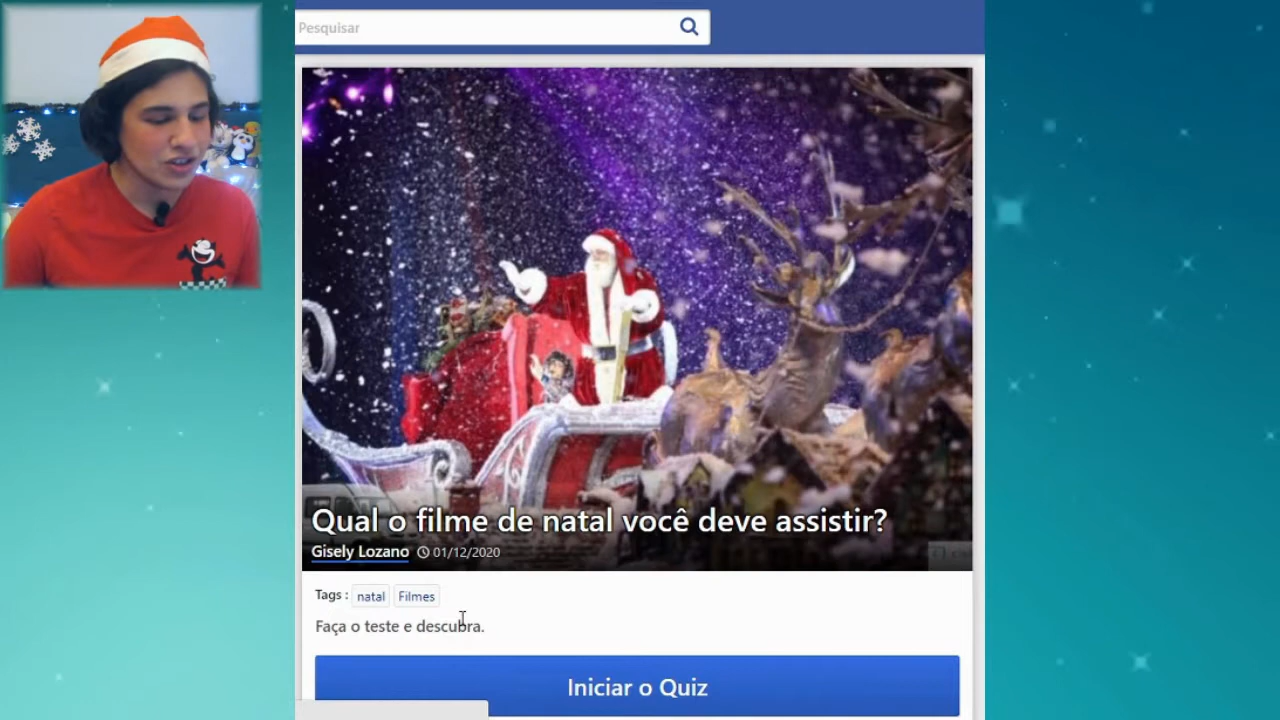 Pesquisar
Qual o filme de natal você deve assistir?
Gisely Lozano 01/12/2020
Tags : natal Filmes
Faça o teste e descubra.
Iniciar o Quiz